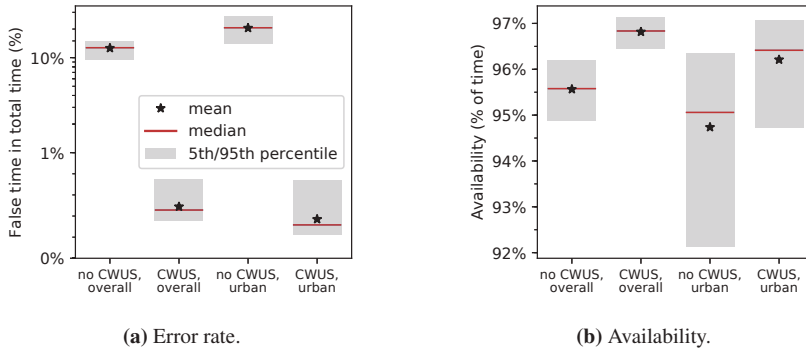 False time in total time (%)
10%
1%
0%
mean
median
5th/95th percentile
no CWUS, overall
CWUS, overall
no CWUS, urban
CWUS, urban
(a) Error rate.
Availability (% of time)
97%
96%
95%
94%
93%
92%
no CWUS, overall
CWUS, overall
no CWUS, urban
CWUS, urban
(b) Availability.